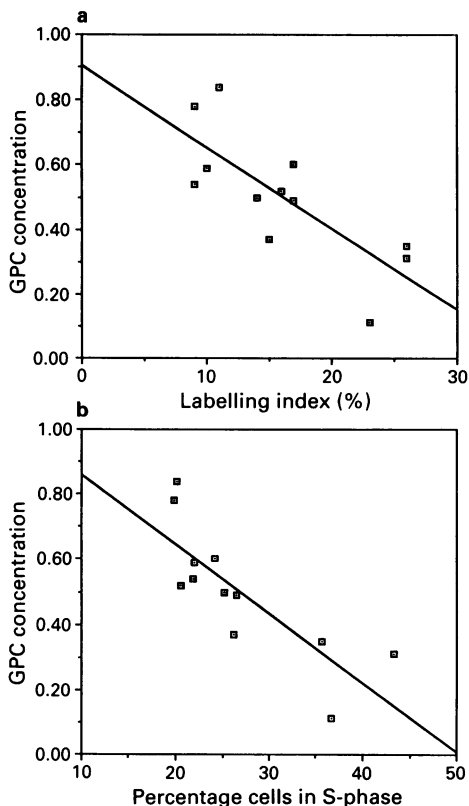 a
1.00
0.80
0.60
0.40
0.20
0.00
GPC concentration
0 10 20 30
Labelling index (%)
b
1.00
0.80
0.60
0.40
0.20
0.00
GPC concentration
10 20 30 40 50
Percentage cells in S-phase